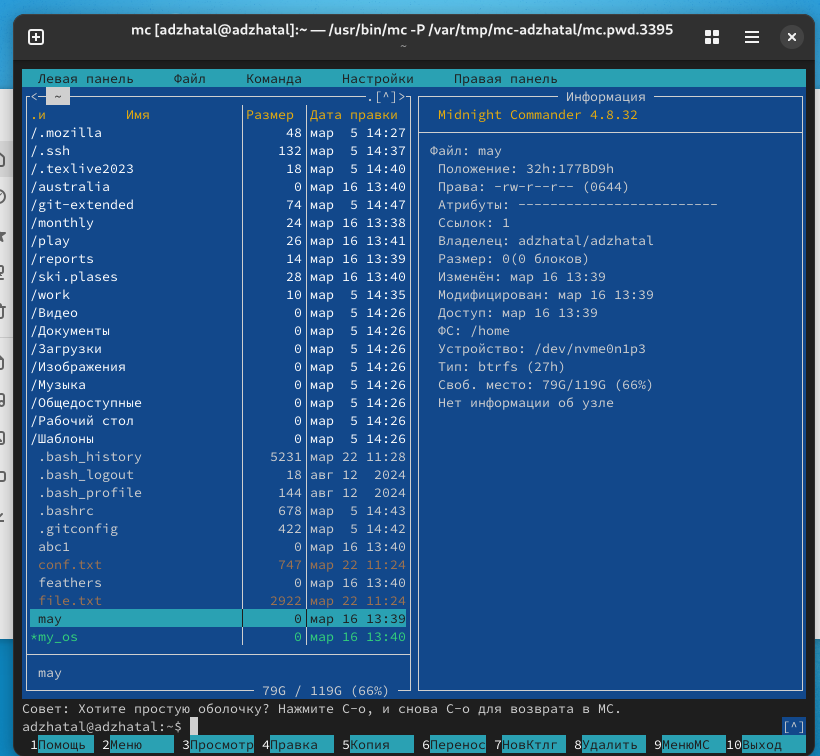 mc [adzhatal@adzhatal]:~ — /usr/bin/mc -P /var/tmp/mc-adzhatal/mc.pwd.3395
~
Левая панель Файл Команда Настройки Правая панель
<— ~ .[^]>
.и Имя Размер Дата правки
/.mozilla 48 мар 5 14:27
/.ssh 132 мар 5 14:37
/.texlive2023 18 мар 5 14:40
/australia 0 мар 16 13:40
/git-extended 74 мар 5 14:47
/monthly 24 мар 16 13:38
/play 26 мар 16 13:41
/reports 14 мар 16 13:39
/ski.plases 28 мар 16 13:40
/work 10 мар 5 14:35
/Видео 0 мар 5 14:26
/Документы 0 мар 5 14:26
/Загрузки 0 мар 5 14:26
/Изображения 0 мар 5 14:26
/Музыка 0 мар 5 14:26
/Общедоступные 0 мар 5 14:26
/Рабочий стол 0 мар 5 14:26
/Шаблоны 0 мар 5 14:26
.bash_history 5231 мар 22 11:28
.bash_logout 18 авг 12 2024
.bash_profile 144 авг 12 2024
.bashrc 678 мар 5 14:43
.gitconfig 422 мар 5 14:42
abc1 0 мар 16 13:40
conf.txt 747 мар 22 11:24
feathers 0 мар 16 13:40
file.txt 2922 мар 22 11:24
may 0 мар 16 13:39
*my_os 0 мар 16 13:40
may
79G / 119G (66%)
Информация
Midnight Commander 4.8.32
Файл: may
Положение: 32h:177BD9h
Права: -rw-r--r-- (0644)
Атрибуты: -------------------------
Ссылок: 1
Владелец: adzhatal/adzhatal
Размер: 0(0 блоков)
Изменён: мар 16 13:39
Модифицирован: мар 16 13:39
Доступ: мар 16 13:39
ФС: /home
Устройство: /dev/nvme0n1p3
Тип: btrfs (27h)
Своб. место: 79G/119G (66%)
Нет информации об узле
Совет: Хотите простую оболочку? Нажмите C-o, и снова C-o для возврата в MC.
adzhatal@adzhatal:~$ [^]
1Помощь 2Меню 3Просмотр 4Правка 5Копия 6Перенос 7НовКтлг 8Удалить 9МенюMC 10Выход